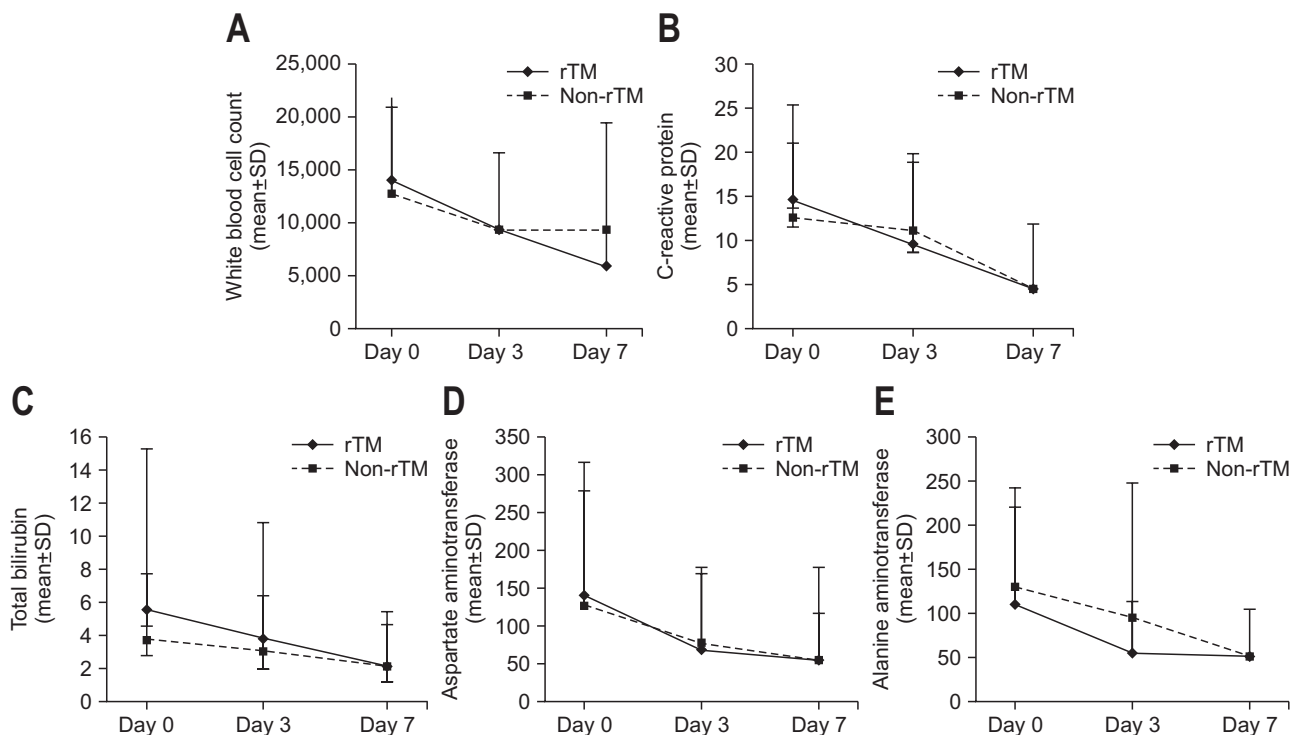 A
White blood cell count
(mean±SD)
25,000
20,000
15,000
10,000
5,000
0
rTM
Non-rTM
Day 0 Day 3 Day 7
B
C-reactive protein
(mean±SD)
30
25
20
15
10
5
0
rTM
Non-rTM
Day 0 Day 3 Day 7
C
Total bilirubin
(mean±SD)
16
14
12
10
8
6
4
2
0
rTM
Non-rTM
Day 0 Day 3 Day 7
D
Aspartate aminotransferase
(mean±SD)
350
300
250
200
150
100
50
0
rTM
Non-rTM
Day 0 Day 3 Day 7
E
Alanine aminotransferase
(mean±SD)
300
250
200
150
100
50
0
rTM
Non-rTM
Day 0 Day 3 Day 7